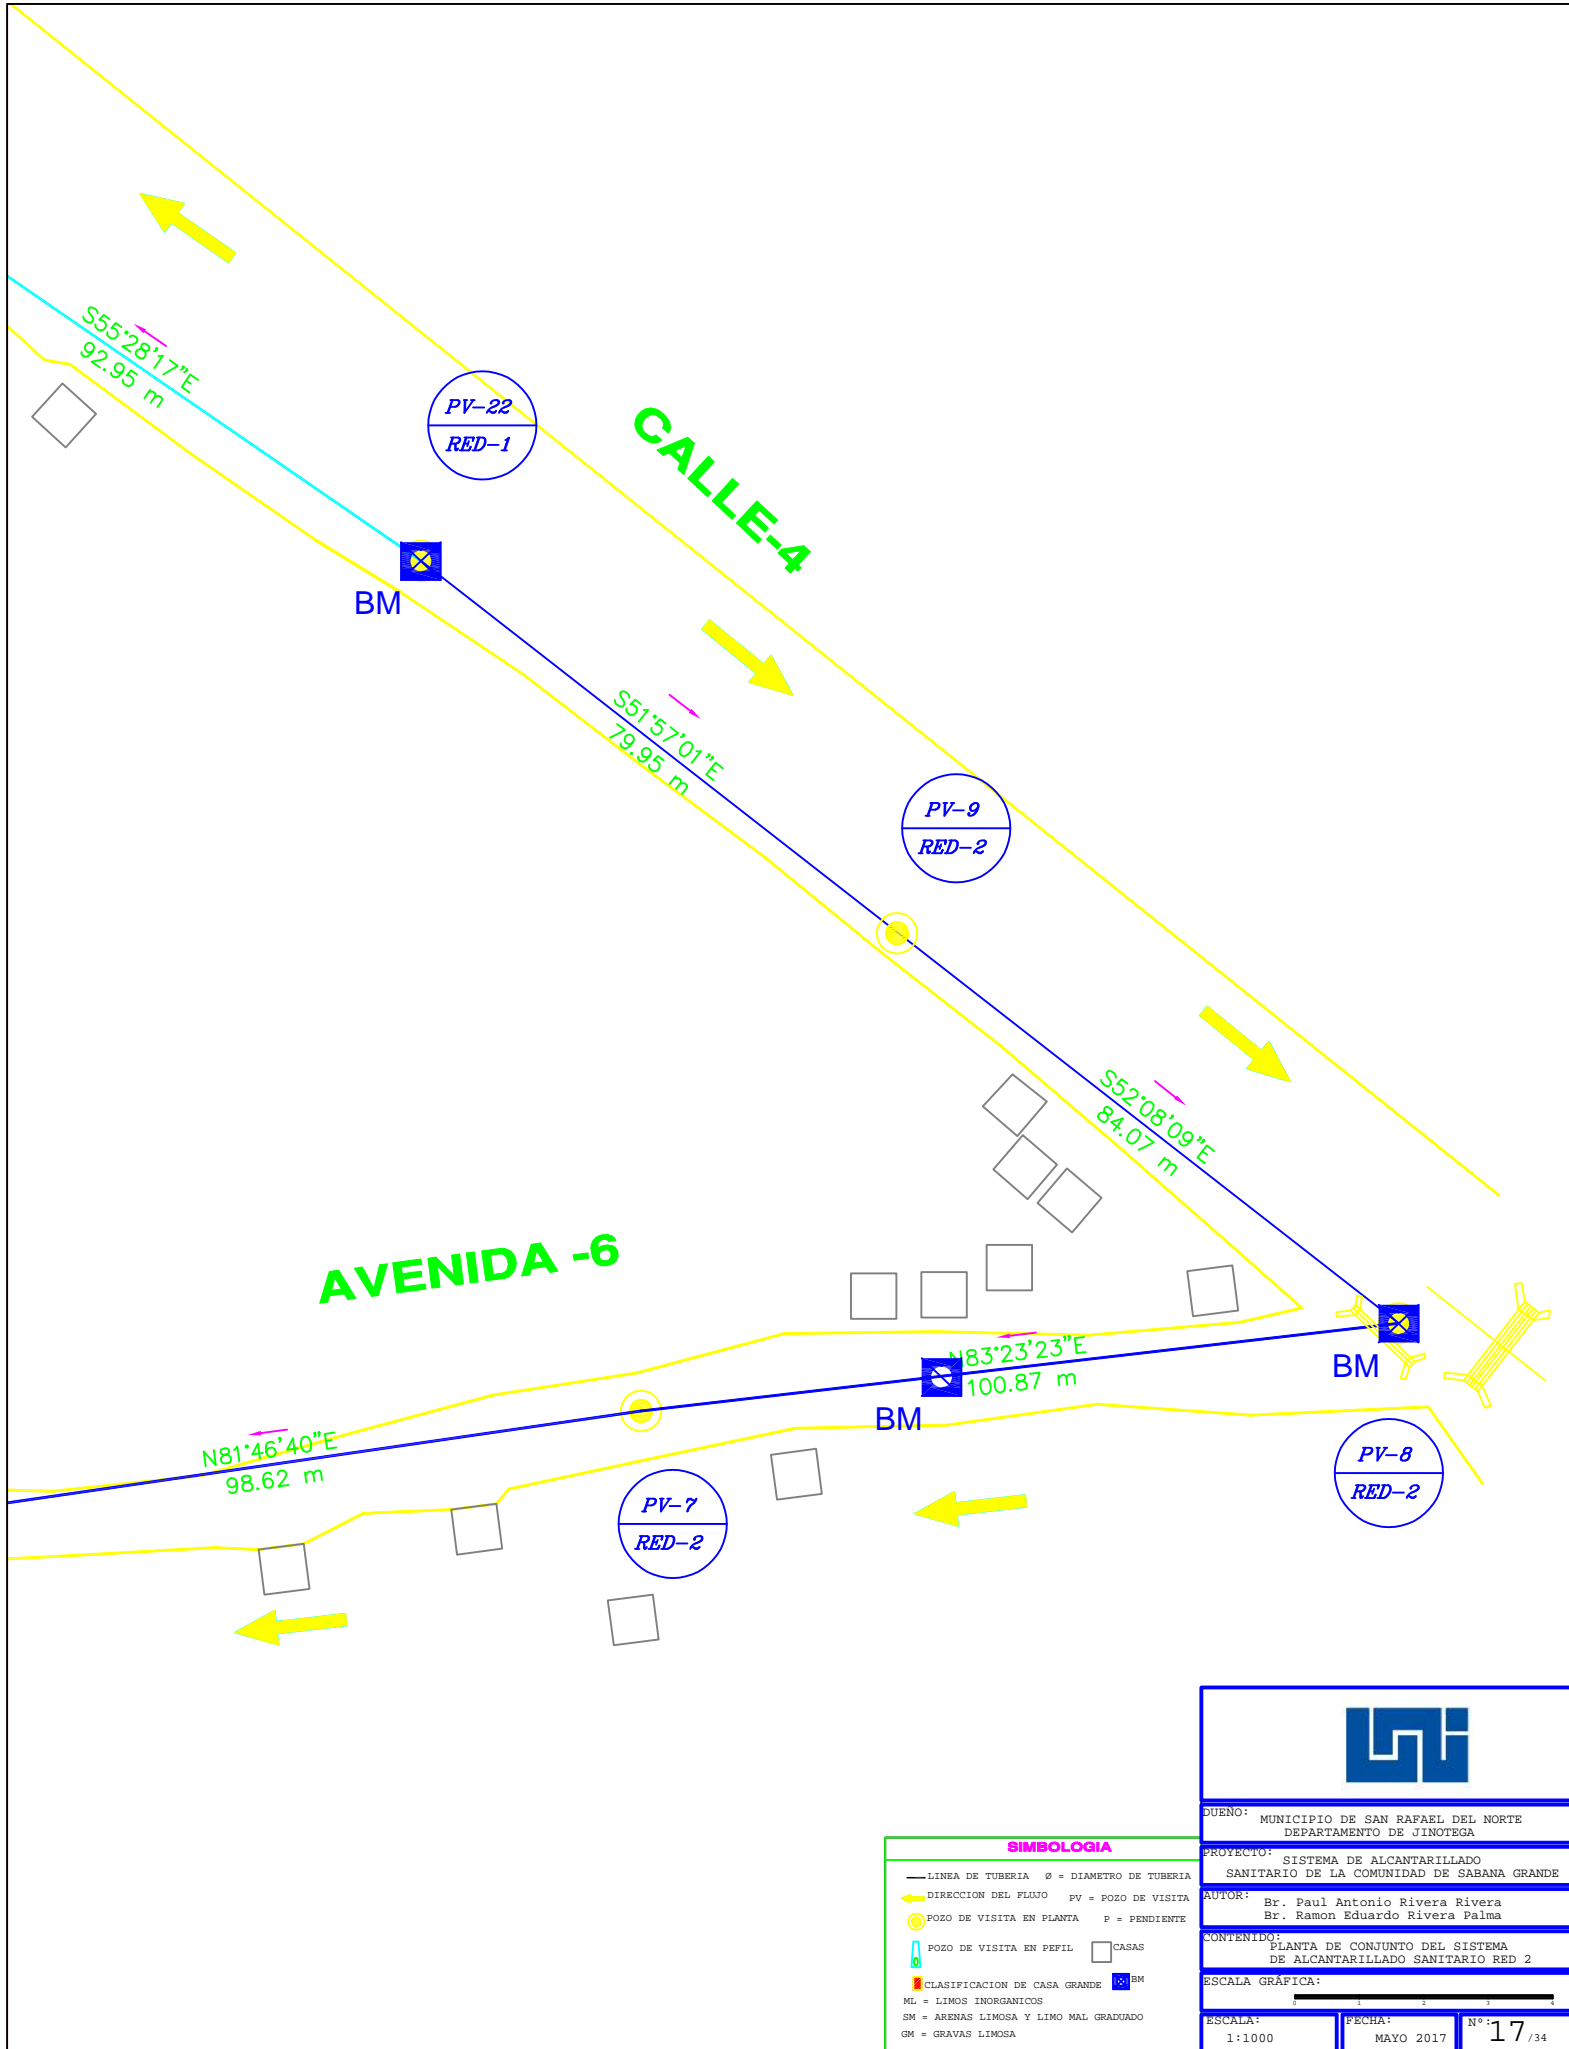 S55°28'17"E
92.95 m
PV-22
RED-1
CALLE-4
BM
S51°57'01"E
79.95 m
PV-9
RED-2
S52°08'09"E
84.07 m
AVENIDA -6
N83°23'23"E
100.87 m
BM
BM
N81°46'40"E
98.62 m
PV-7
RED-2
PV-8
RED-2
SIMBOLOGIA
LINEA DE TUBERIA Ø = DIAMETRO DE TUBERIA
DIRECCION DEL FLUJO PV = POZO DE VISITA
POZO DE VISITA EN PLANTA P = PENDIENTE
POZO DE VISITA EN PEFIL CASAS
CLASIFICACION DE CASA GRANDE BM
ML = LIMOS INORGANICOS
SM = ARENAS LIMOSA Y LIMO MAL GRADUADO
GM = GRAVAS LIMOSA
DUEÑO: MUNICIPIO DE SAN RAFAEL DEL NORTE
DEPARTAMENTO DE JINOTEGA
PROYECTO: SISTEMA DE ALCANTARILLADO
SANITARIO DE LA COMUNIDAD DE SABANA GRANDE
AUTOR: Br. Paul Antonio Rivera Rivera
Br. Ramon Eduardo Rivera Palma
CONTENIDO: PLANTA DE CONJUNTO DEL SISTEMA
DE ALCANTARILLADO SANITARIO RED 2
ESCALA GRÁFICA:
0 1 2 3 4
ESCALA: 1:1000
FECHA: MAYO 2017
Nº: 17/34